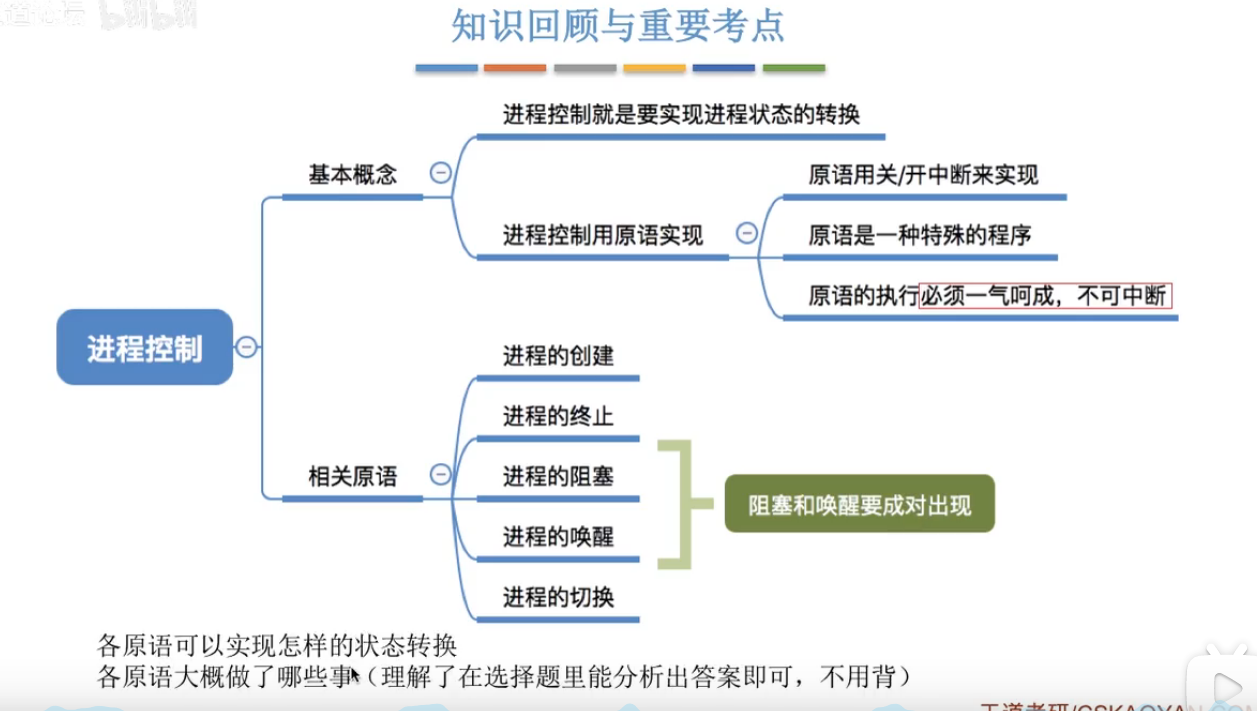 bilibili
知识回顾与重要考点
进程控制就是要实现进程状态的转换
基本概念
原语用关/开中断来实现
进程控制用原语实现
原语是一种特殊的程序
原语的执行必须一气呵成，不可中断
进程控制
进程的创建
进程的终止
相关原语
进程的阻塞
阻塞和唤醒要成对出现
进程的唤醒
进程的切换
各原语可以实现怎样的状态转换
各原语大概做了哪些事（理解了在选择题里能分析出答案即可，不用背）
王道考研/CSKAOYAN.COM